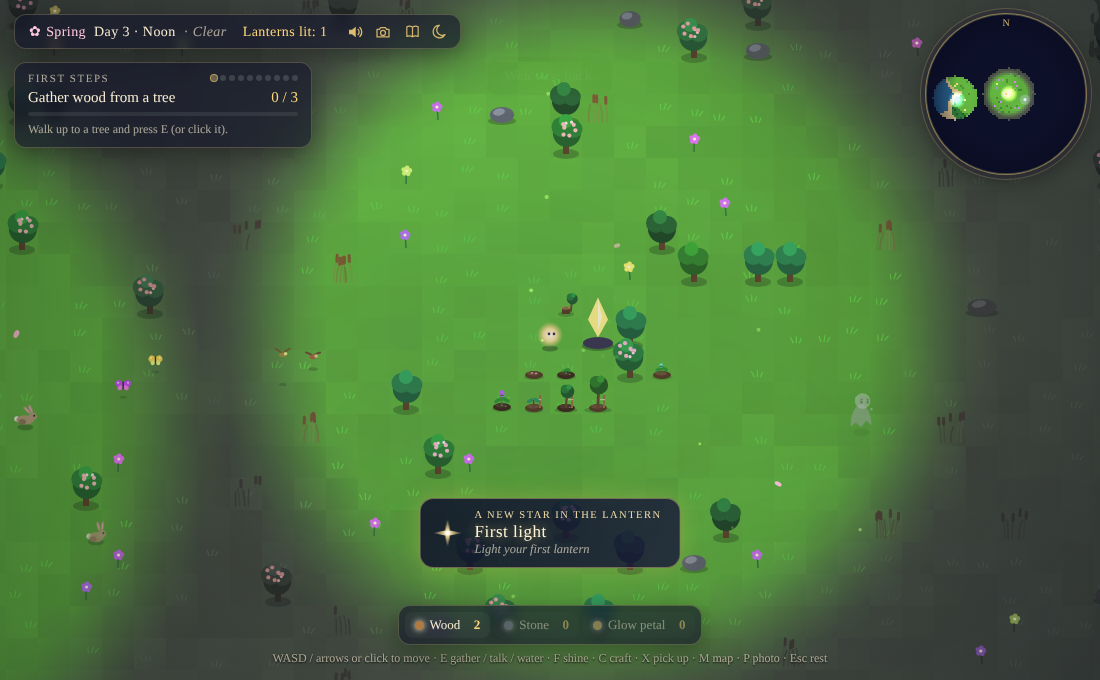 Spring Day 3 · Noon · Clear Lanterns lit: 1
N
FIRST STEPS
Gather wood from a tree 0 / 3
Walk up to a tree and press E (or click it).
A NEW STAR IN THE LANTERN
First light
Light your first lantern
Wood 2 Stone 0 Glow petal 0
WASD / arrows or click to move · E gather / talk / water · F shine · C craft · X pick up · M map · P photo · Esc rest